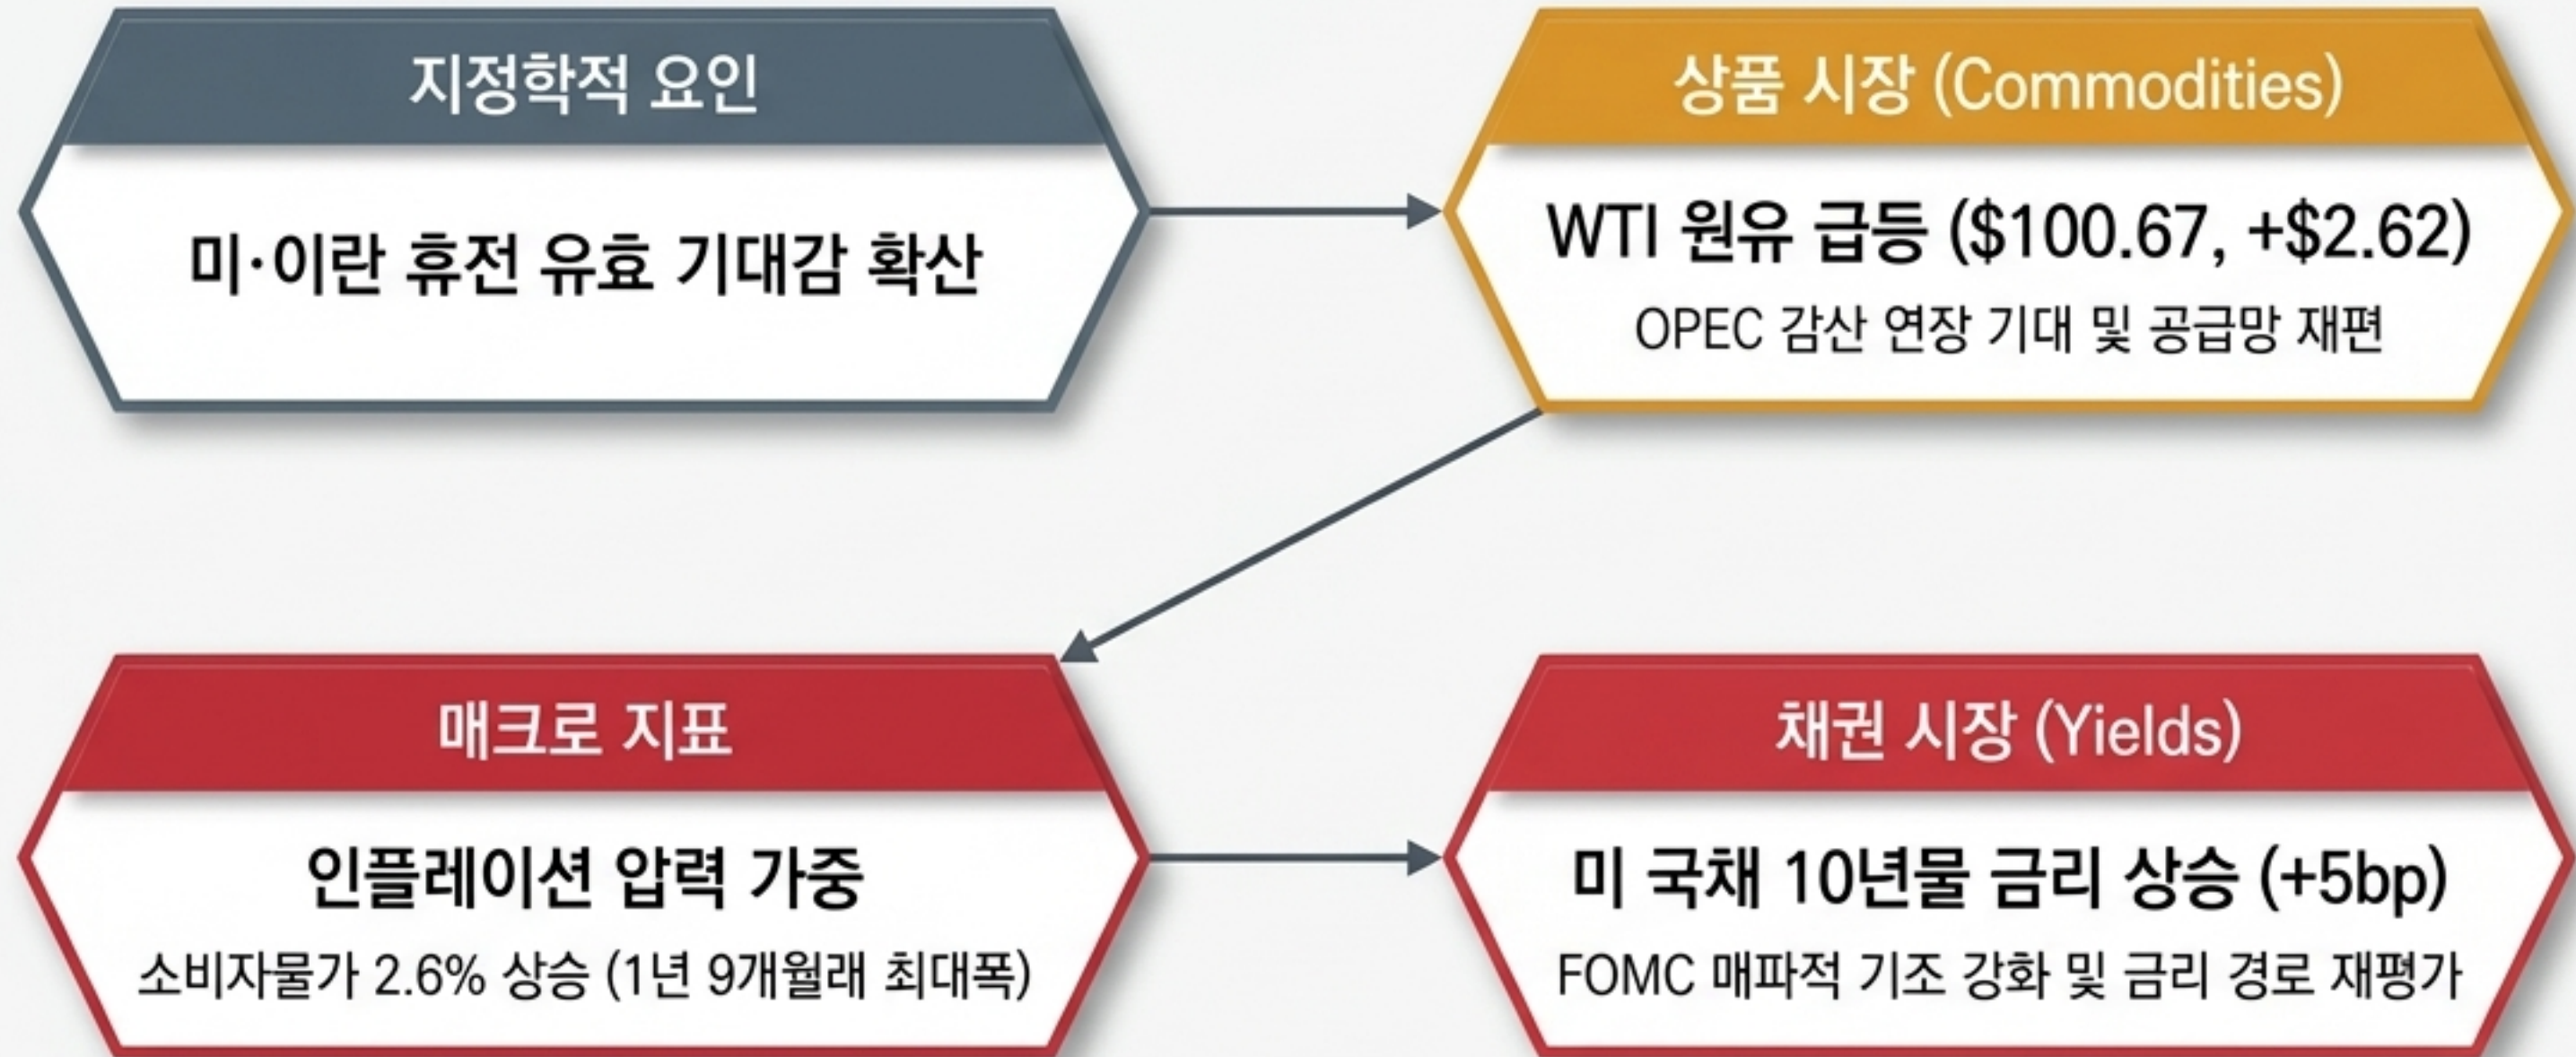 지정학적 요인
미·이란 휴전 유효 기대감 확산
상품 시장 (Commodities)
WTI 원유 급등 ($100.67, +$2.62)
OPEC 감산 연장 기대 및 공급망 재편
매크로 지표
인플레이션 압력 가중
소비자물가 2.6% 상승 (1년 9개월래 최대폭)
채권 시장 (Yields)
미 국채 10년물 금리 상승 (+5bp)
FOMC 매파적 기조 강화 및 금리 경로 재평가